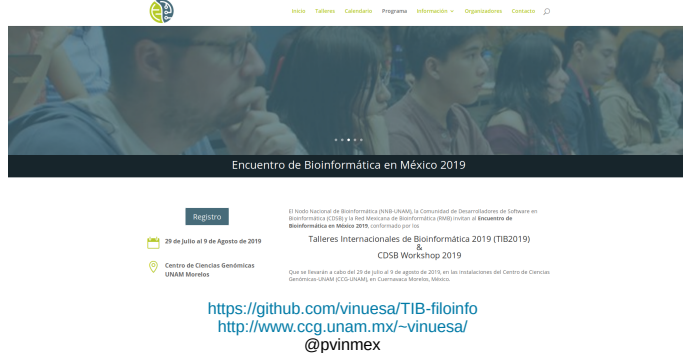 Inicio Talleres Calendario Programa Información Organizadores Contacto
Encuentro de Bioinformática en México 2019
Registro
29 de Julio al 9 de Agosto de 2019
Centro de Ciencias Genómicas
UNAM Morelos
El Nodo Nacional de Bioinformática (NNB-UNAM), la Comunidad de Desarrolladores de Software en
Bioinformática (CDSB) y la Red Mexicana de Bioinformática (RMB) invitan al Encuentro de
Bioinformática en México 2019, conformado por los
Talleres Internacionales de Bioinformática 2019 (TIB2019)
&
CDSB Workshop 2019
Que se llevarán a cabo del 29 de julio al 9 de agosto de 2019, en las instalaciones del Centro de Ciencias
Genómicas-UNAM (CCG-UNAM), en Cuernavaca Morelos, México.
https://github.com/vinuesa/TIB-filoinfo
http://www.ccg.unam.mx/~vinuesa/
@pvinmex